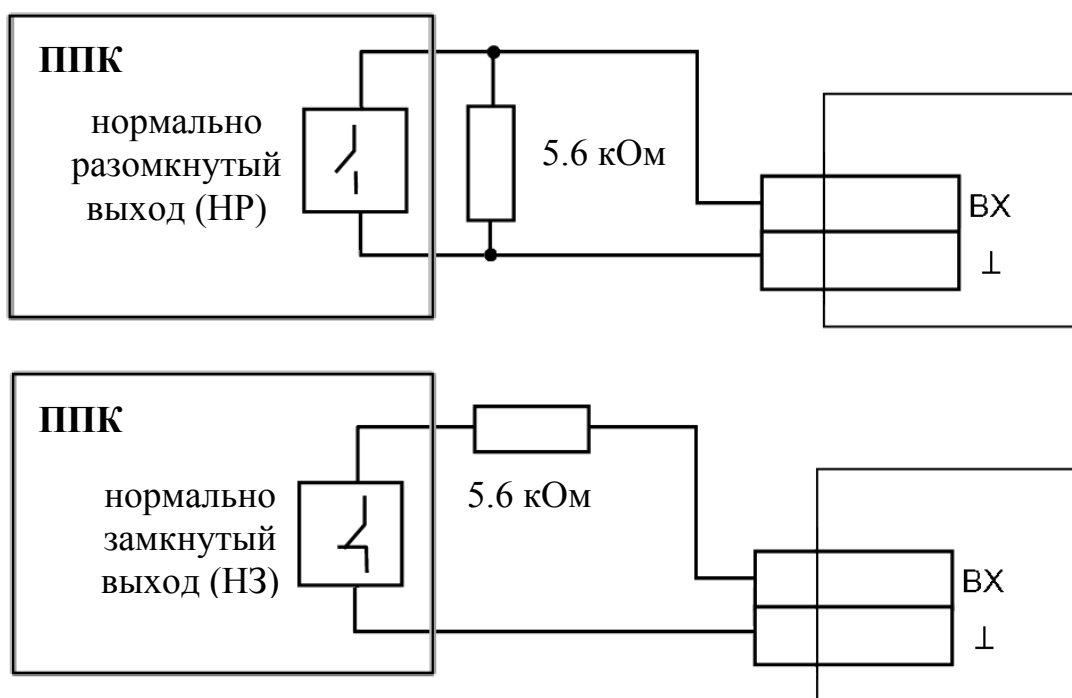 ППК
нормально
разомкнутый
выход (НР)
5.6 кОм
ВХ
⊥
ППК
нормально
замкнутый
выход (НЗ)
5.6 кОм
ВХ
⊥